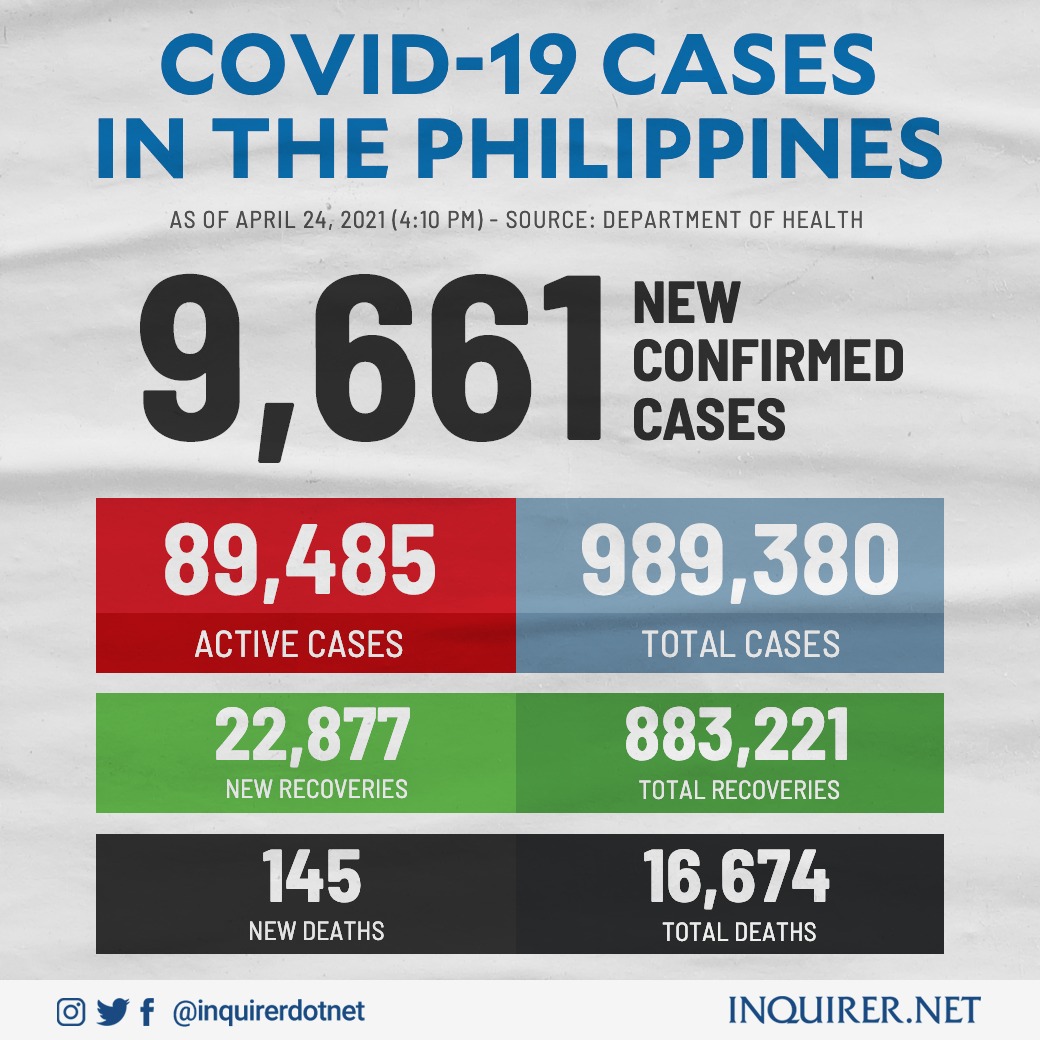 COVID-19 CASES
IN THE PHILIPPINES
AS OF APRIL 24, 2021 (4:10 PM) - SOURCE: DEPARTMENT OF HEALTH
9,661
NEW
CONFIRMED
CASES
89,485
ACTIVE CASES
989,380
TOTAL CASES
22,877
NEW RECOVERIES
883,221
TOTAL RECOVERIES
145
NEW DEATHS
16,674
TOTAL DEATHS
@inquirerdotnet
INQUIRER.NET